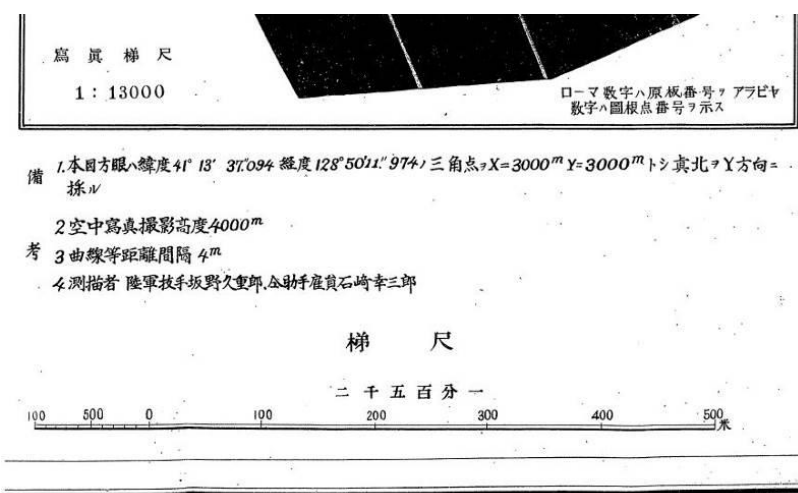 寫眞梯尺
1：13000
ローマ数字ハ原板番号ヲ アラビヤ
数字ハ圖根点番号ヲ示ス
備考
1.本図方眼ハ緯度41° 13′ 37″.094 経度128°50′11″.974ノ三角点ヲX=3000ᵐ Y=3000ᵐトシ真北ヲY方向ニ
採ル
2 空中寫真撮影高度4000ᵐ
3 曲線等距離間隔 4ᵐ
4 測描者 陸軍技手坂野久重郎、仝助手雇員石崎幸三郎
梯尺
二千五百分一
100 500 0 100 200 300 400 500
米